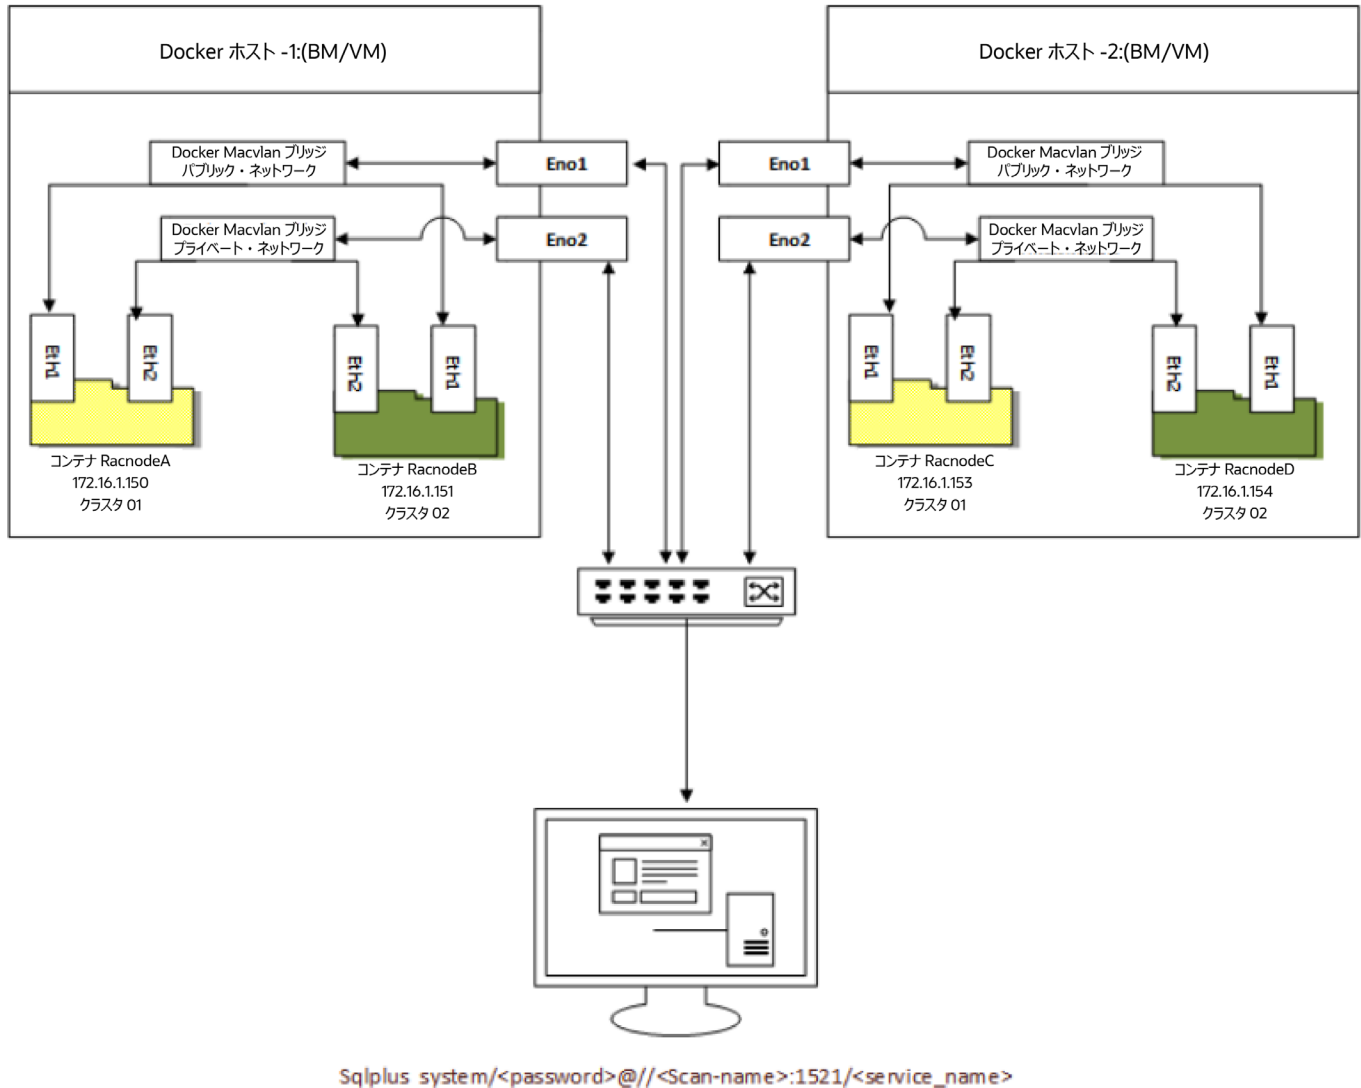 Docker ホスト -1:(BM/VM)
Docker Macvlan ブリッジ
パブリック・ネットワーク
Eno1
Docker Macvlan ブリッジ
プライベート・ネットワーク
Eno2
Eth1
Eth2
Eth2
Eth1
コンテナ RacnodeA
172.16.1.150
クラスタ 01
コンテナ RacnodeB
172.16.1.151
クラスタ 02
Docker ホスト -2:(BM/VM)
Eno1
Docker Macvlan ブリッジ
パブリック・ネットワーク
Eno2
Docker Macvlan ブリッジ
プライベート・ネットワーク
Eth1
Eth2
Eth2
Eth1
コンテナ RacnodeC
172.16.1.153
クラスタ 01
コンテナ RacnodeD
172.16.1.154
クラスタ 02
Sqlplus system/<password>@//<Scan-name>:1521/<service_name>